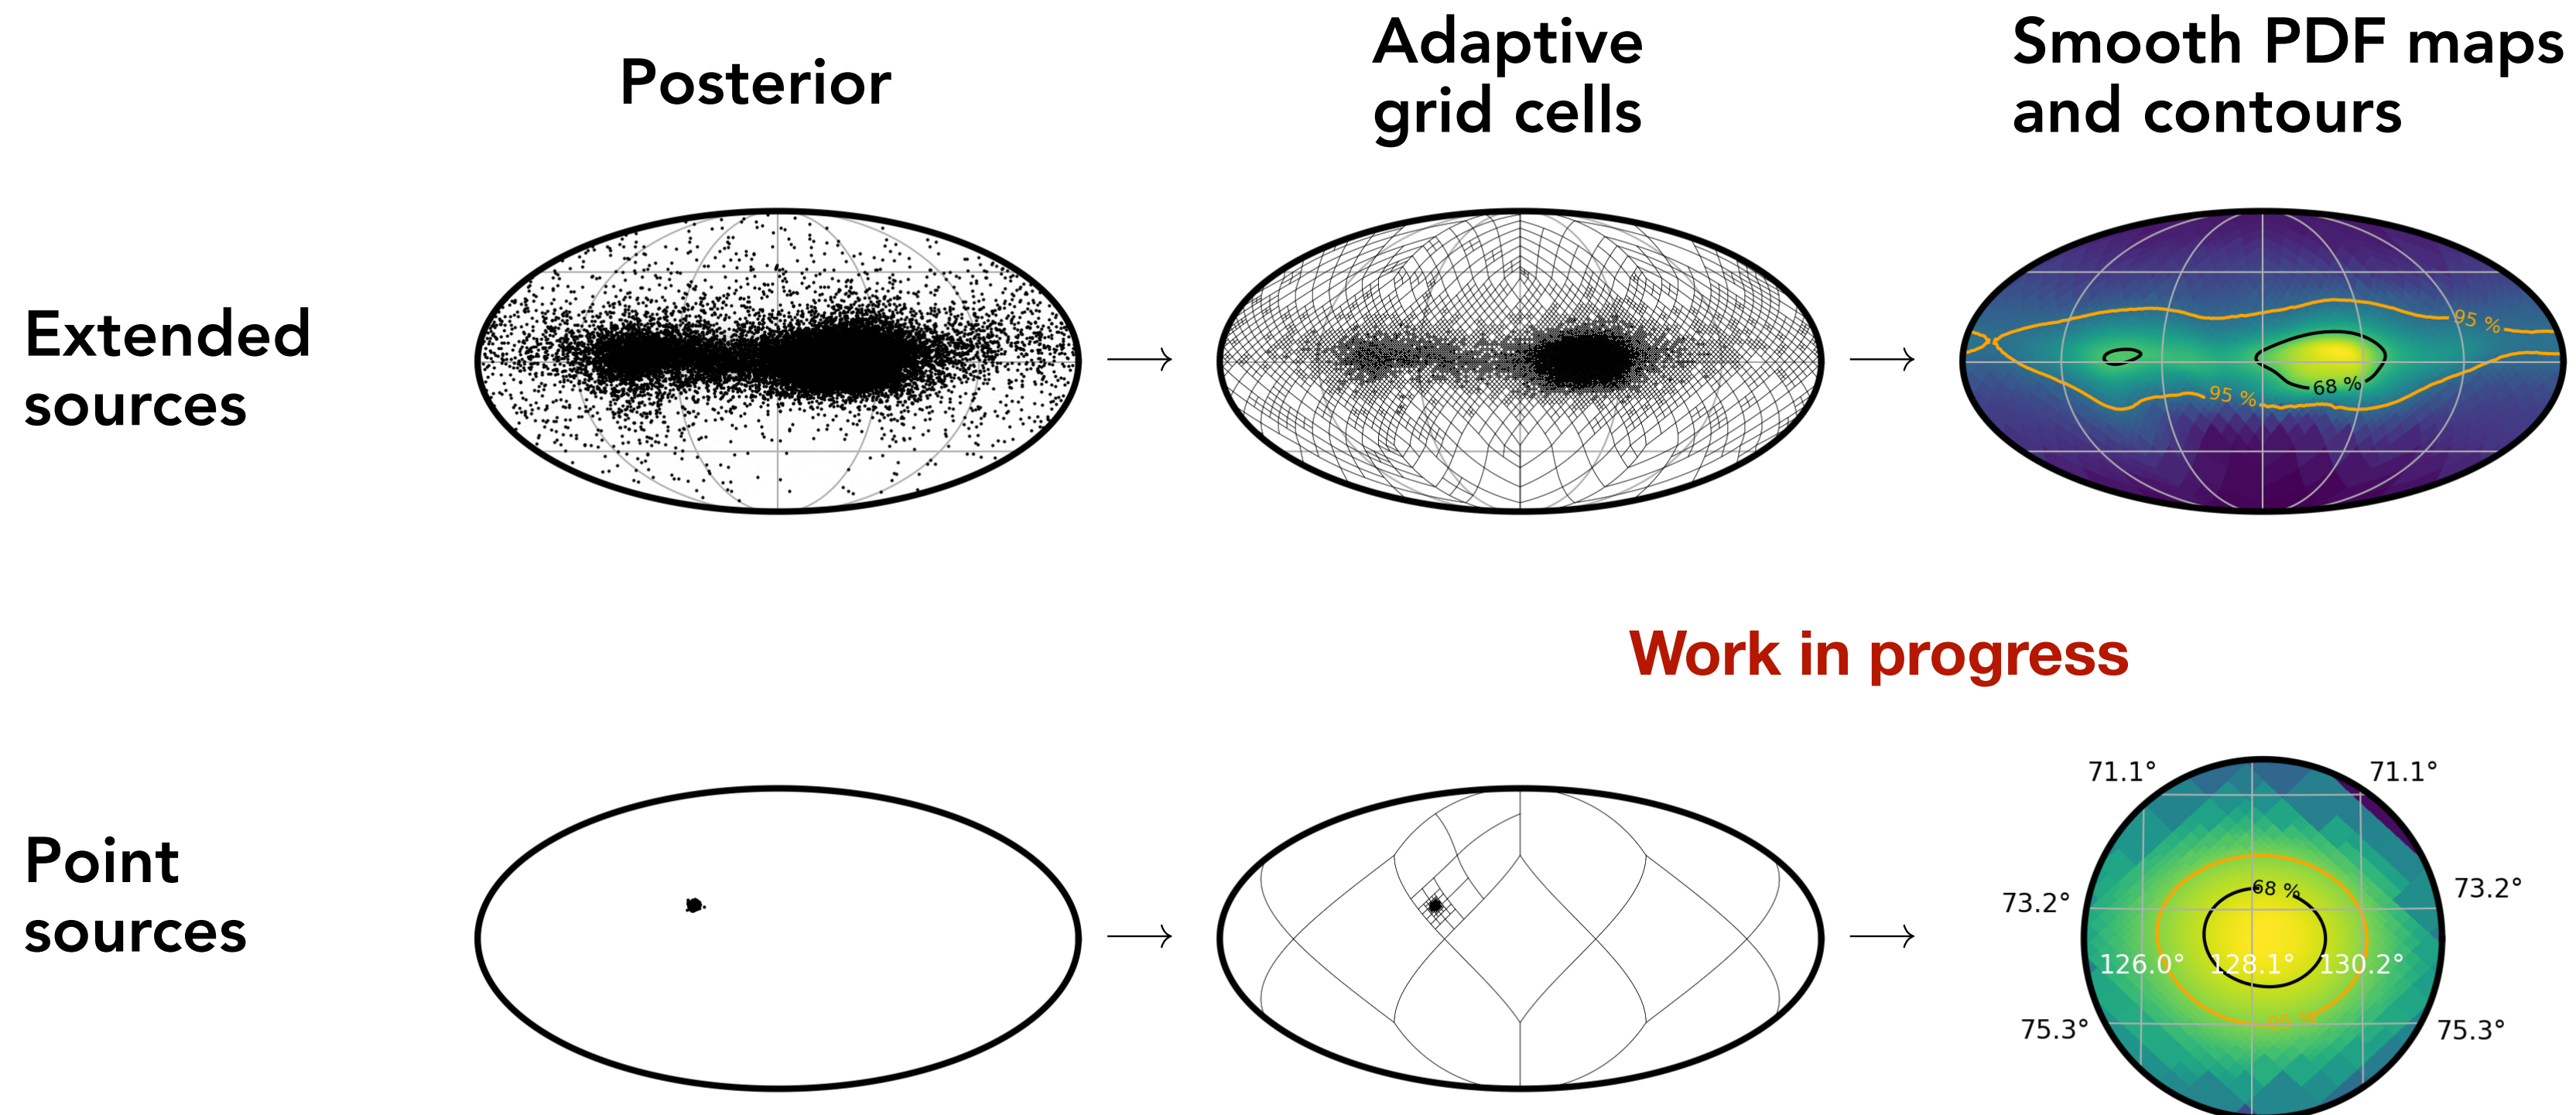 Posterior
Adaptive
grid cells
Smooth PDF maps
and contours
Extended
sources
95 %
95 %
68 %
Work in progress
Point
sources
71.1°
71.1°
68 %
73.2°
73.2°
126.0°
128.1°
130.2°
95 %
75.3°
75.3°